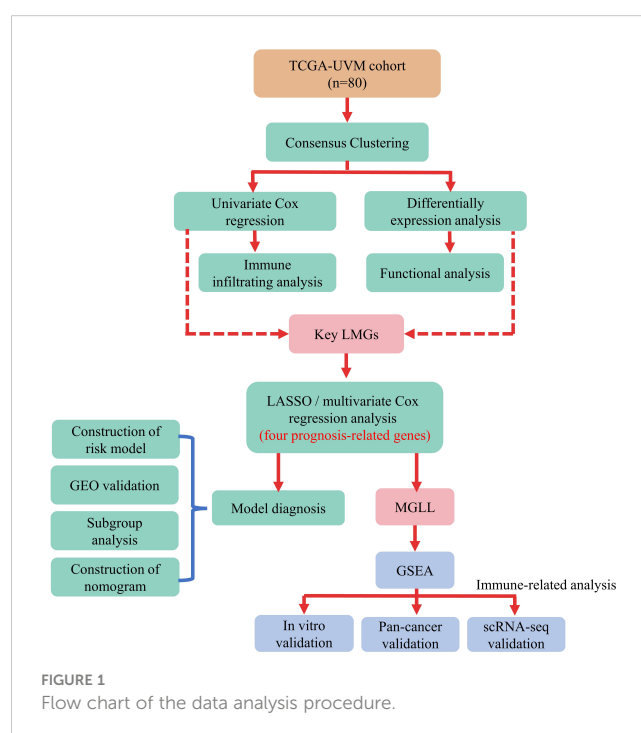 TCGA-UVM cohort
(n=80)
Consensus Clustering
Univariate Cox
regression
Differentially
expression analysis
Immune
infiltrating analysis
Functional analysis
Key LMGs
LASSO / multivariate Cox
regression analysis
(four prognosis-related genes)
Construction of
risk model
GEO validation
Subgroup
analysis
Construction of
nomogram
Model diagnosis
MGLL
GSEA
Immune-related analysis
In vitro
validation
Pan-cancer
validation
scRNA-seq
validation
FIGURE 1
Flow chart of the data analysis procedure.